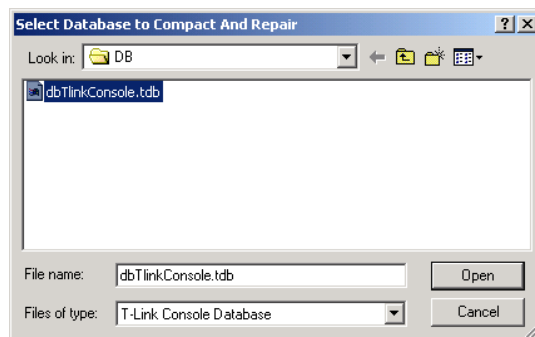 Select Database to Compact And Repair
Look in: DB
dbTlinkConsole.tdb
File name: dbTlinkConsole.tdb Open
Files of type: T-Link Console Database Cancel